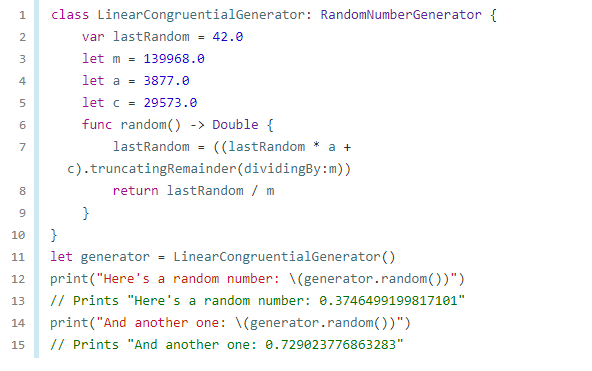 1 class LinearCongruentialGenerator: RandomNumberGenerator {
2 var lastRandom = 42.0
3 let m = 139968.0
4 let a = 3877.0
5 let c = 29573.0
6 func random() -> Double {
7 lastRandom = ((lastRandom * a +
c).truncatingRemainder(dividingBy:m))
8 return lastRandom / m
9 }
10 }
11 let generator = LinearCongruentialGenerator()
12 print("Here's a random number: \(generator.random())")
13 // Prints "Here's a random number: 0.3746499199817101"
14 print("And another one: \(generator.random())")
15 // Prints "And another one: 0.729023776863283"